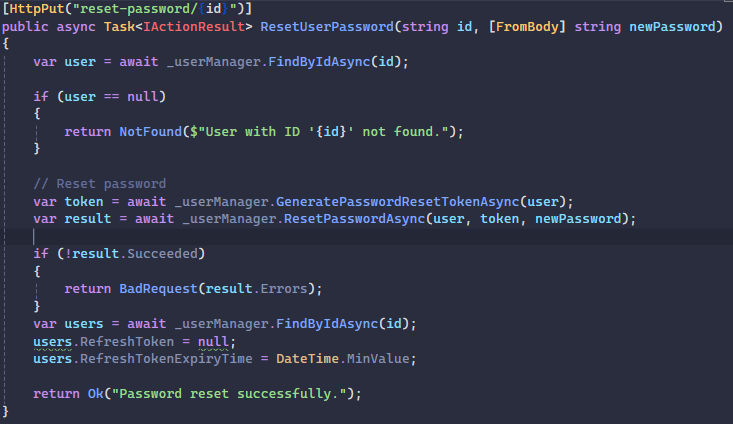 [HttpPut("reset-password/{id}")]
public async Task<IActionResult> ResetUserPassword(string id, [FromBody] string newPassword)
{
var user = await _userManager.FindByIdAsync(id);
if (user == null)
{
return NotFound($"User with ID '{id}' not found.");
}
// Reset password
var token = await _userManager.GeneratePasswordResetTokenAsync(user);
var result = await _userManager.ResetPasswordAsync(user, token, newPassword);
if (!result.Succeeded)
{
return BadRequest(result.Errors);
}
var users = await _userManager.FindByIdAsync(id);
users.RefreshToken = null;
users.RefreshTokenExpiryTime = DateTime.MinValue;
return Ok("Password reset successfully.");
}